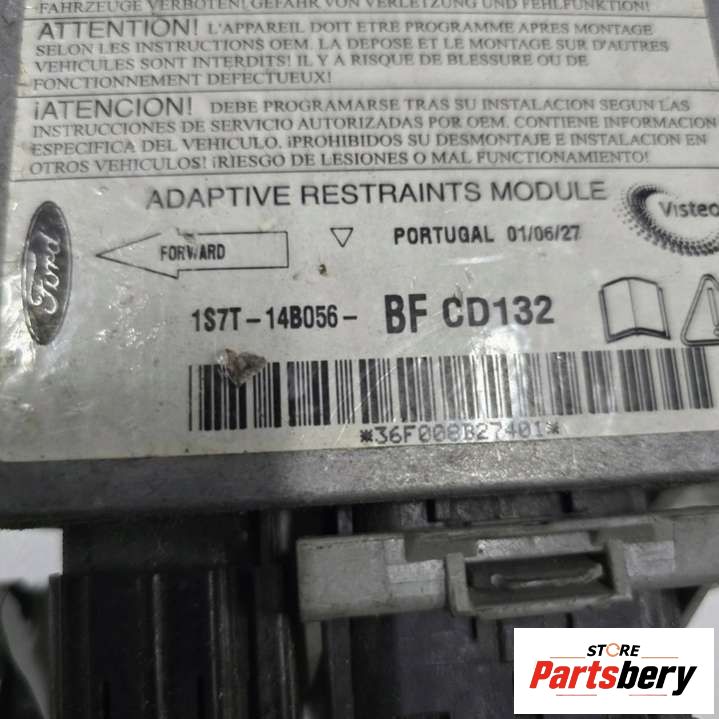 FAHRZEUGE VERBOTEN! GEFAHR VON VERLETZUNG UND FEHLFUNKTION!
ATTENTION! L'APPAREIL DOIT ETRE PROGRAMME APRES MONTAGE
SELON LES INSTRUCTIONS OEM. LA DEPOSE ET LE MONTAGE SUR D'AUTRES
VEHICULES SONT INTERDITS! IL Y A RISQUE DE BLESSURE OU DE
FONCTIONNEMENT DEFECTUEUX!
¡ATENCION! DEBE PROGRAMARSE TRAS SU INSTALACION SEGUN LAS
INSTRUCCIONES DE SERVICIO AUTORIZADAS POR OEM. CONTIENE INFORMACION
ESPECIFICA DEL VEHICULO. ¡PROHIBIDOS SU DESMONTAJE E INSTALACION EN
OTROS VEHICULOS! ¡RIESGO DE LESIONES O MAL FUNCIONAMIENTO!
ADAPTIVE RESTRAINTS MODULE
Visteo
Ford
FORWARD
PORTUGAL 01/06/27
1S7T-14B056- BF CD132
*36F008B27401*
STORE
Partsbery